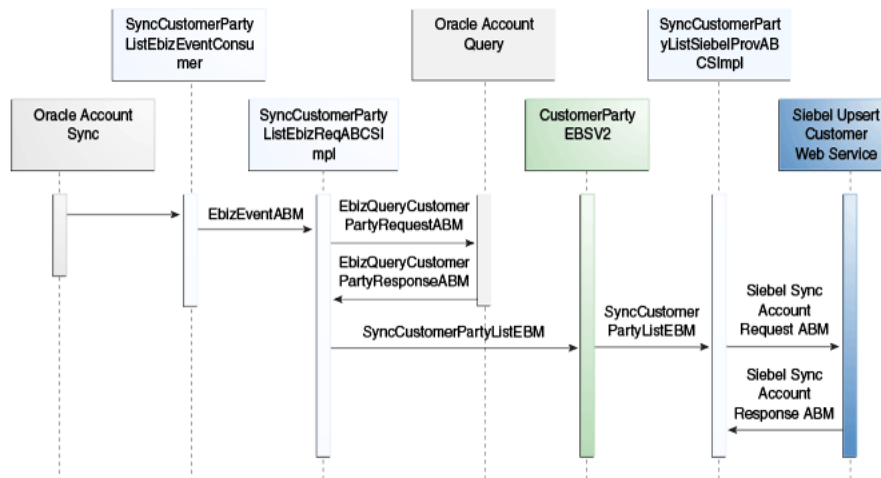 SyncCustomerParty
ListEbizEventConsu
mer
Oracle Account
Query
SyncCustomerPart
yListSiebelProvAB
CSImpl
Oracle Account
Sync
SyncCustomerParty
ListEbizReqABCSI
mpl
CustomerParty
EBSV2
Siebel Upsert
Customer
Web Service
EbizEventABM
EbizQueryCustomer
PartyRequestABM
EbizQueryCustomer
PartyResponseABM
SyncCustomerPartyListEBM
SyncCustomer
PartyListEBM
Siebel Sync
Account
Request ABM
Siebel Sync
Account
Response ABM